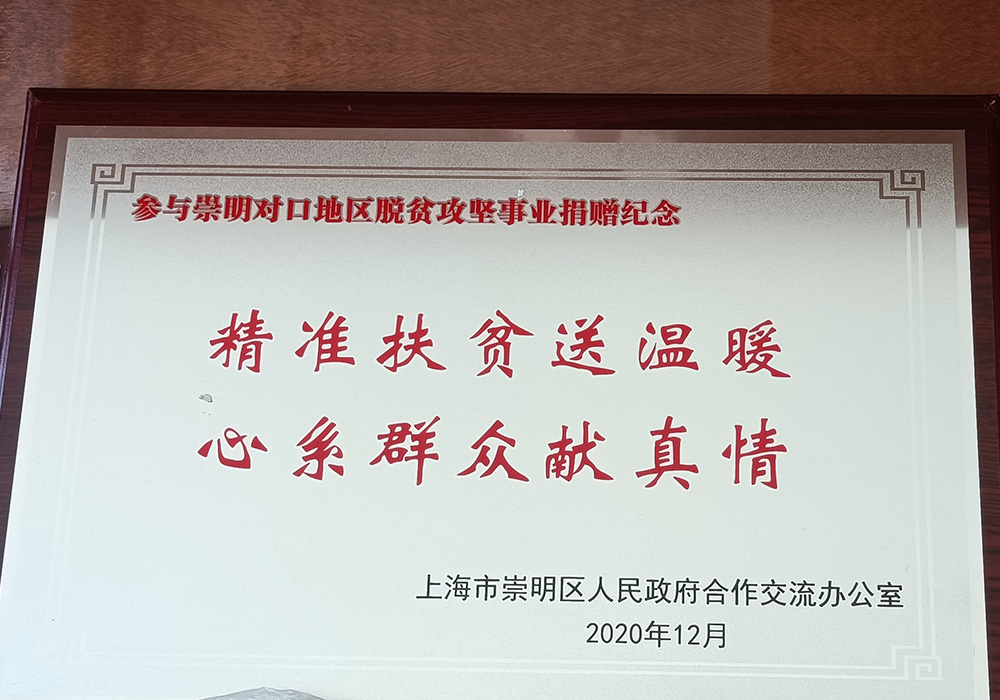 参与崇明对口地区脱贫攻坚事业捐赠纪念
精准扶贫送温暖
心系群众献真情
上海市崇明区人民政府合作交流办公室
2020年12月